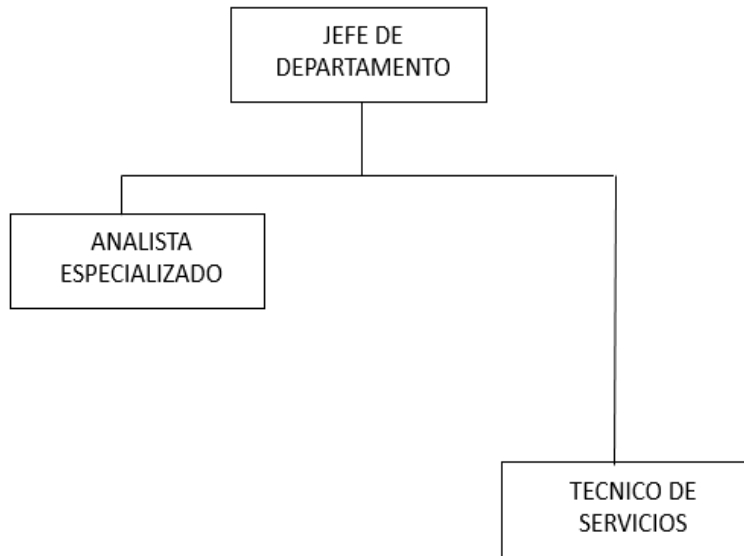 JEFE DE
DEPARTAMENTO
ANALISTA
ESPECIALIZADO
TECNICO DE
SERVICIOS